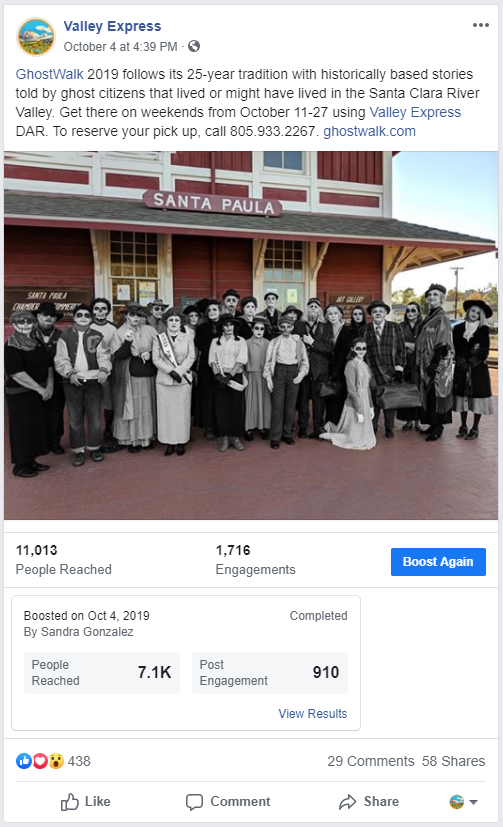 Valley Express
October 4 at 4:39 PM ·
GhostWalk 2019 follows its 25-year tradition with historically based stories
told by ghost citizens that lived or might have lived in the Santa Clara River
Valley. Get there on weekends from October 11-27 using Valley Express
DAR. To reserve your pick up, call 805.933.2267. ghostwalk.com
SANTA PAULA
SANTA PAULA
CHAMBER OF COMMERCE
ART GALLERY
11,013
People Reached
1,716
Engagements
Boost Again
Boosted on Oct 4, 2019
Completed
By Sandra Gonzalez
People
Reached
7.1K
Post
Engagement
910
View Results
438
29 Comments 58 Shares
Like
Comment
Share